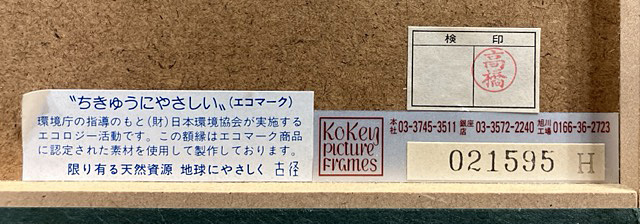 検 印
高橋
〝ちきゅうにやさしい〟(エコマーク)
環境庁の指導のもと(財)日本環境協会が実施する
エコロジー活動です。この額縁はエコマーク商品
に認定された素材を使用して製作しております。
限り有る天然資源 地球にやさしく 古径
KoKen
picture
FRAMES
本社 03-3745-3511 銀座店 03-3572-2240 旭川工場 0166-36-2723
021595 H